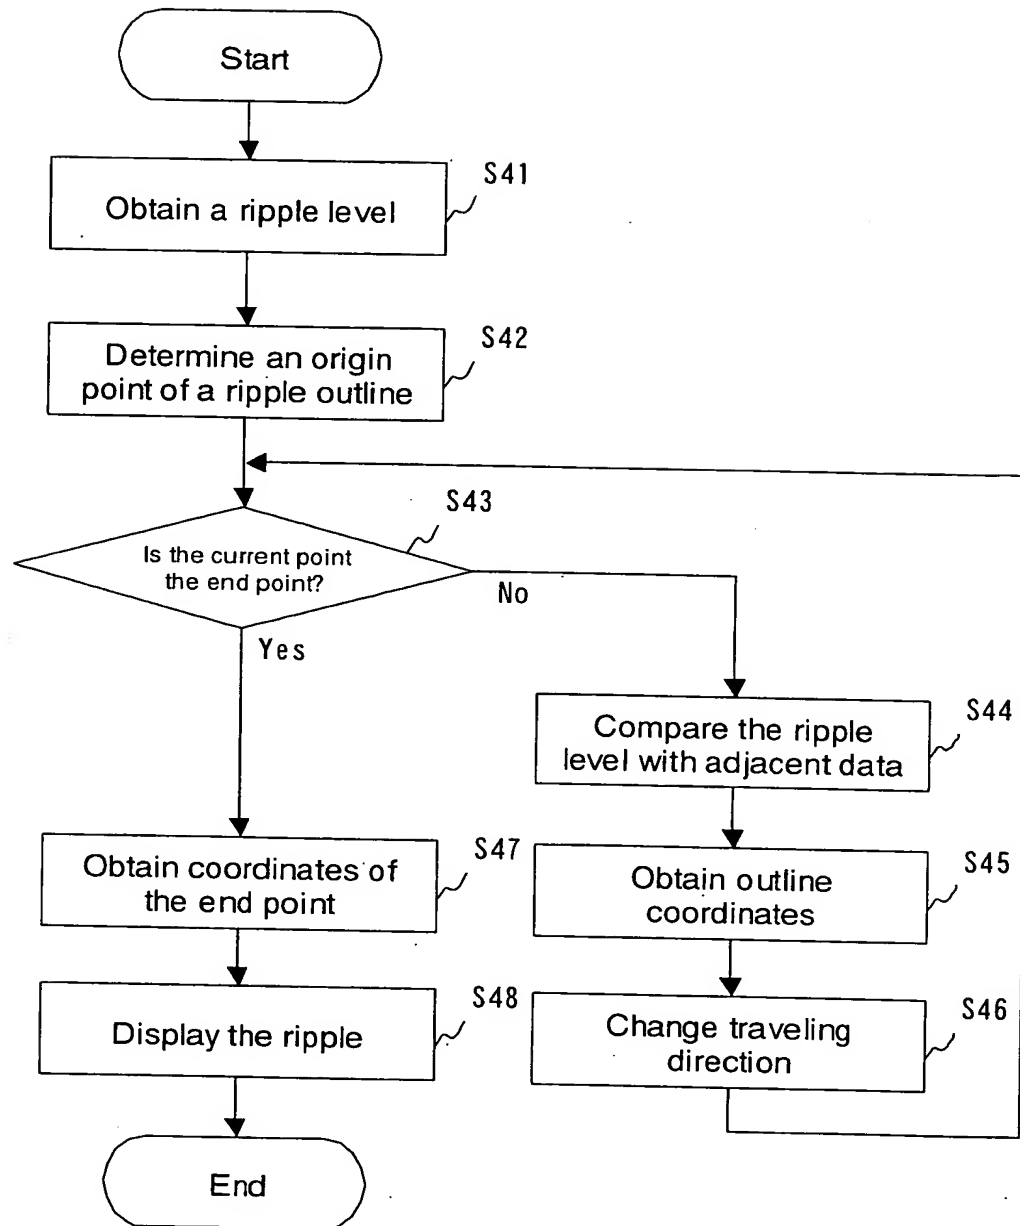 Start
S41
Obtain a ripple level
S42
Determine an origin
point of a ripple outline
S43
Is the current point
the end point?
No
Yes
S44
Compare the ripple
level with adjacent data
S45
Obtain outline
coordinates
S46
Change traveling
direction
S47
Obtain coordinates of
the end point
S48
Display the ripple
End